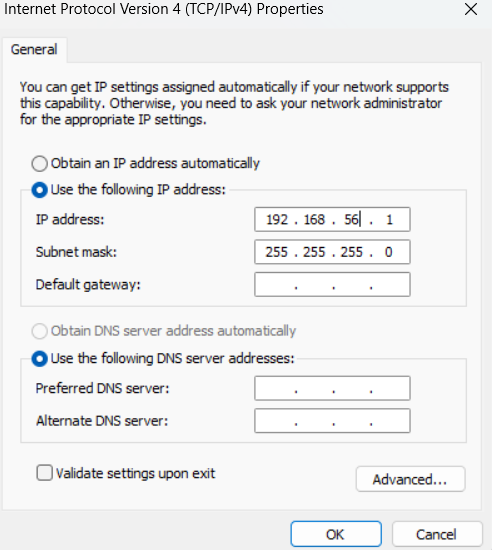 Internet Protocol Version 4 (TCP/IPv4) Properties
General
You can get IP settings assigned automatically if your network supports
this capability. Otherwise, you need to ask your network administrator
for the appropriate IP settings.
Obtain an IP address automatically
Use the following IP address:
IP address: 192 . 168 . 56 . 1
Subnet mask: 255 . 255 . 255 . 0
Default gateway: . . .
Obtain DNS server address automatically
Use the following DNS server addresses:
Preferred DNS server: . . .
Alternate DNS server: . . .
Validate settings upon exit
Advanced...
OK Cancel